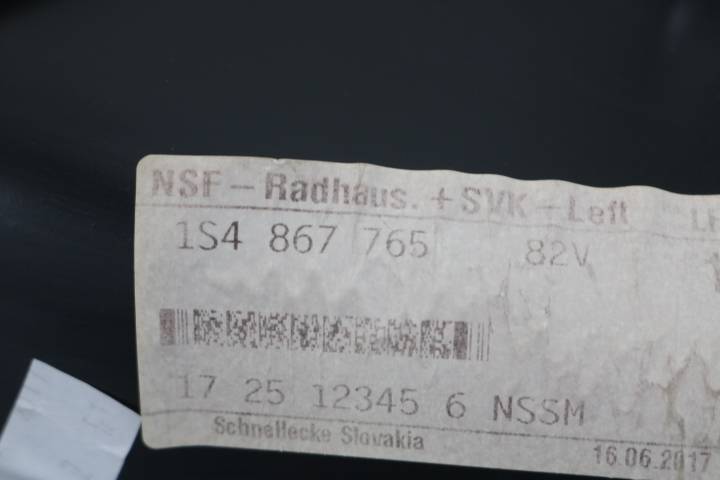 NSF – Radhaus. + SVK – Left
1S4 867 765 82V
17 25 12345 6 NSSM
Schnellecke Slovakia
16.06.2017